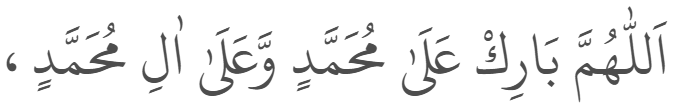 اَللّٰهُمَّ بَارِكْ عَلَىٰ مُحَمَّدٍ وَّعَلَىٰ اٰلِ مُحَمَّدٍ ،